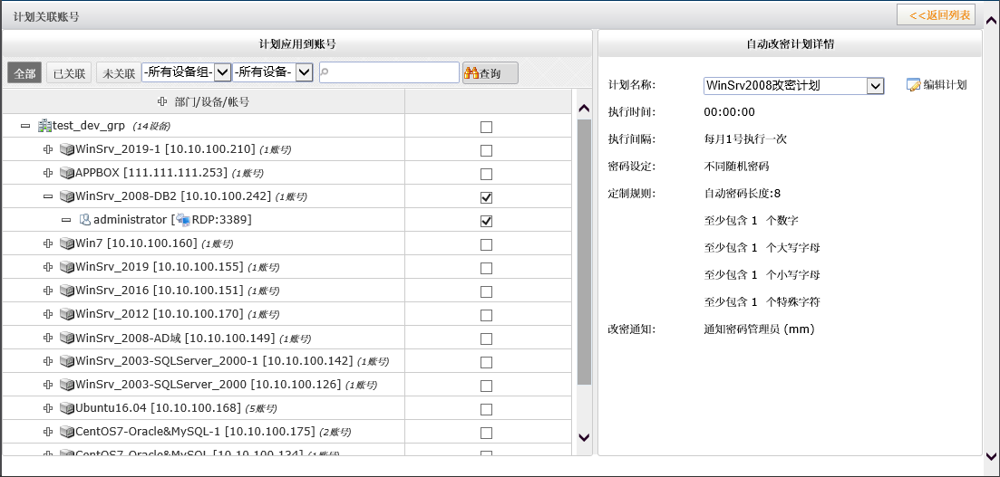 计划关联账号
<<返回列表
计划应用到账号
全部 已关联 未关联 -所有设备组- -所有设备- 查询
部门/设备/帐号
test_dev_grp (14设备)
WinSrv_2019-1 [10.10.100.210] (1账号)
APPBOX [111.111.111.253] (1账号)
WinSrv_2008-DB2 [10.10.100.242] (1账号)
administrator [RDP:3389]
Win7 [10.10.100.160] (1账号)
WinSrv_2019 [10.10.100.155] (1账号)
WinSrv_2016 [10.10.100.151] (1账号)
WinSrv_2012 [10.10.100.170] (1账号)
WinSrv_2008-AD域 [10.10.100.149] (1账号)
WinSrv_2003-SQLServer_2000-1 [10.10.100.142] (1账号)
WinSrv_2003-SQLServer_2000 [10.10.100.126] (1账号)
Ubuntu16.04 [10.10.100.168] (5账号)
CentOS7-Oracle&MySQL-1 [10.10.100.175] (2账号)
CentOS7-Oracle&MySQL [10.10.100.134] (1账号)
自动改密计划详情
计划名称: WinSrv2008改密计划 编辑计划
执行时间: 00:00:00
执行间隔: 每月1号执行一次
密码设定: 不同随机密码
定制规则: 自动密码长度:8
至少包含 1 个数字
至少包含 1 个大写字母
至少包含 1 个小写字母
至少包含 1 个特殊字符
改密通知: 通知密码管理员 (mm)